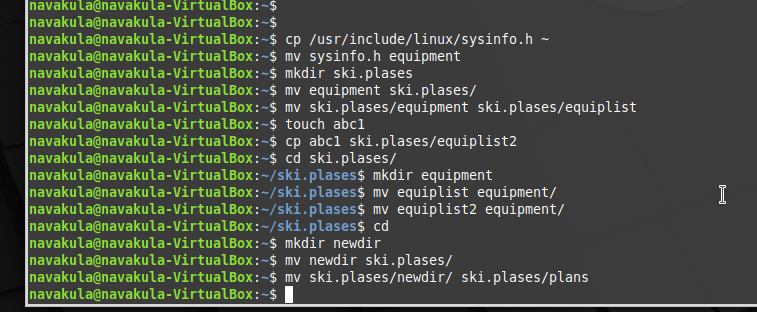 navakula@navakula-VirtualBox:~$
navakula@navakula-VirtualBox:~$
navakula@navakula-VirtualBox:~$ cp /usr/include/linux/sysinfo.h ~
navakula@navakula-VirtualBox:~$ mv sysinfo.h equipment
navakula@navakula-VirtualBox:~$ mkdir ski.plases
navakula@navakula-VirtualBox:~$ mv equipment ski.plases/
navakula@navakula-VirtualBox:~$ mv ski.plases/equipment ski.plases/equiplist
navakula@navakula-VirtualBox:~$ touch abc1
navakula@navakula-VirtualBox:~$ cp abc1 ski.plases/equiplist2
navakula@navakula-VirtualBox:~$ cd ski.plases/
navakula@navakula-VirtualBox:~/ski.plases$ mkdir equipment
navakula@navakula-VirtualBox:~/ski.plases$ mv equiplist equipment/
navakula@navakula-VirtualBox:~/ski.plases$ mv equiplist2 equipment/
navakula@navakula-VirtualBox:~/ski.plases$ cd
navakula@navakula-VirtualBox:~$ mkdir newdir
navakula@navakula-VirtualBox:~$ mv newdir ski.plases/
navakula@navakula-VirtualBox:~$ mv ski.plases/newdir/ ski.plases/plans
navakula@navakula-VirtualBox:~$